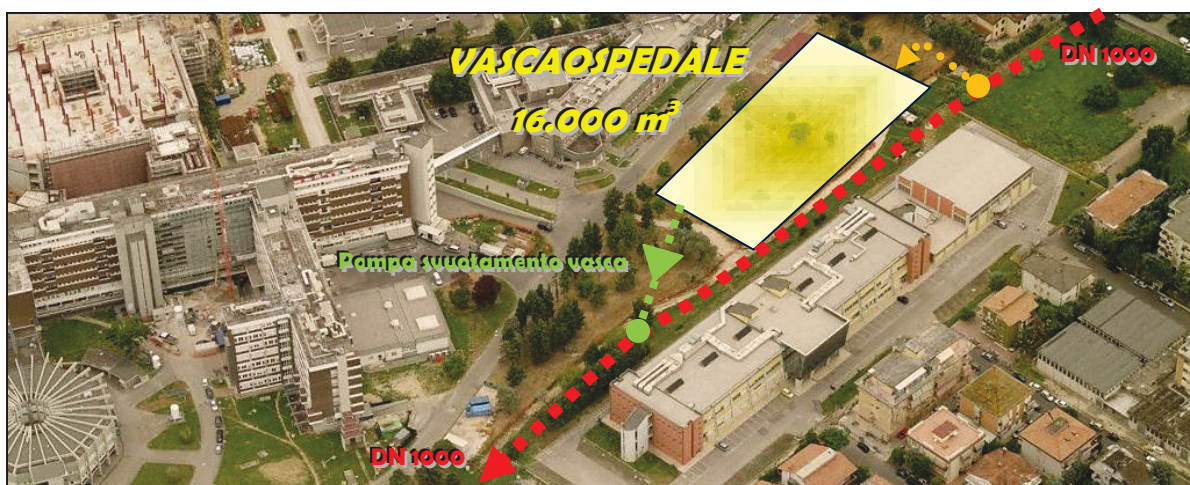 VASCAOSPEDALE
DN 1000
16.000 m³
Pompa svuotamento vasca
DN 1000